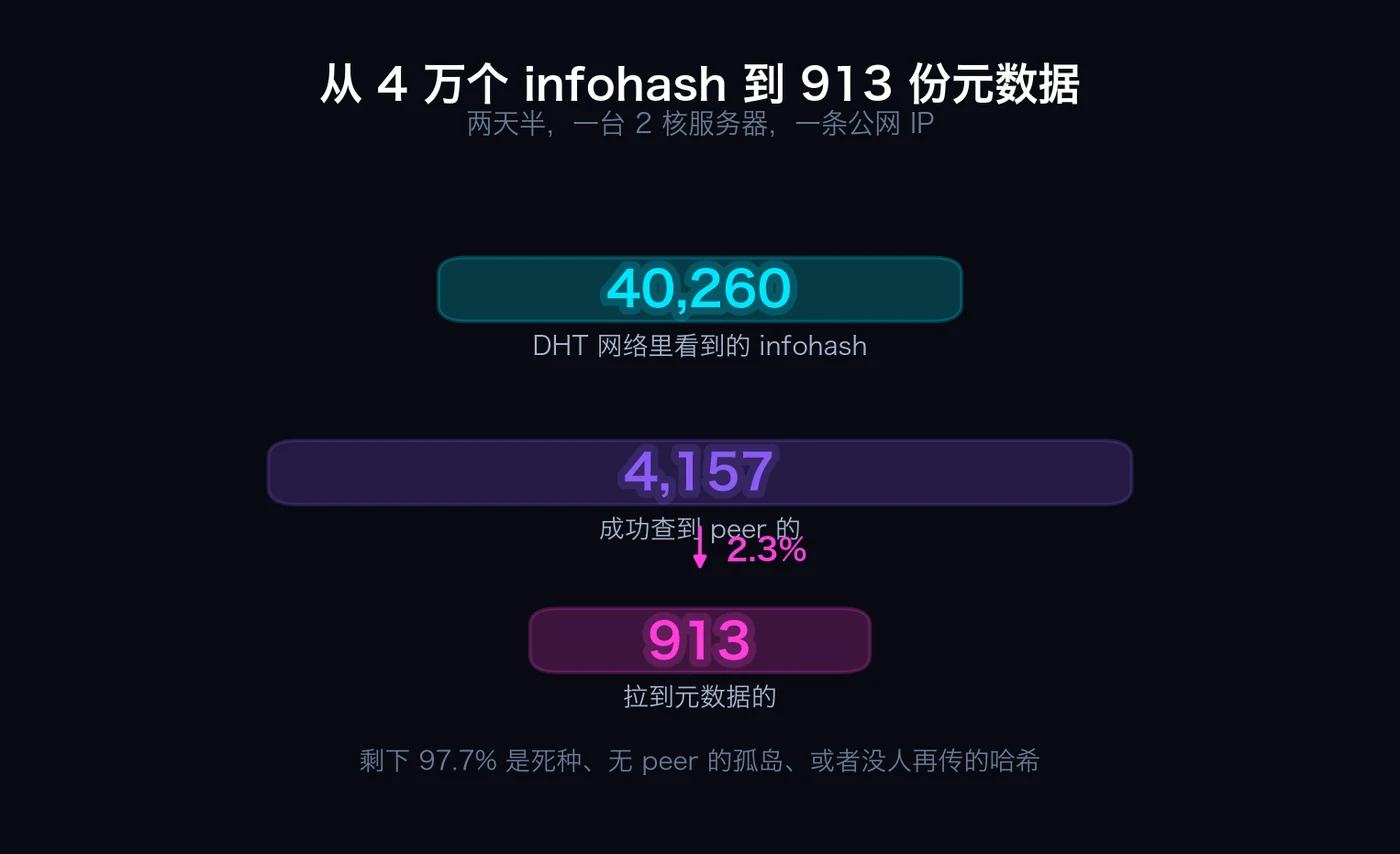 从 4 万个 infohash 到 913 份元数据
两天半，一台 2 核服务器，一条公网 IP
40,260
DHT 网络里看到的 infohash
4,157
成功查到 peer 的
2.3%
913
拉到元数据的
剩下 97.7% 是死种、无 peer 的孤岛、或者没人再传的哈希